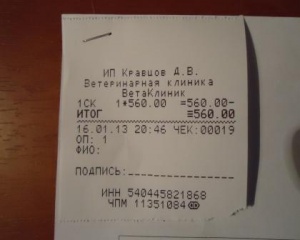 ИП Кравцов Д.В.
Ветеринарная клиника
ВетаКлиник
1СК 1*560.00 =560.00-
ИТОГ ≡560.00
16.01.13 20:46 ЧЕК:00019
ОП: 1
ФИО:
ПОДПИСЬ:_______________
ИНН 540445821868
ЧПМ 11351084